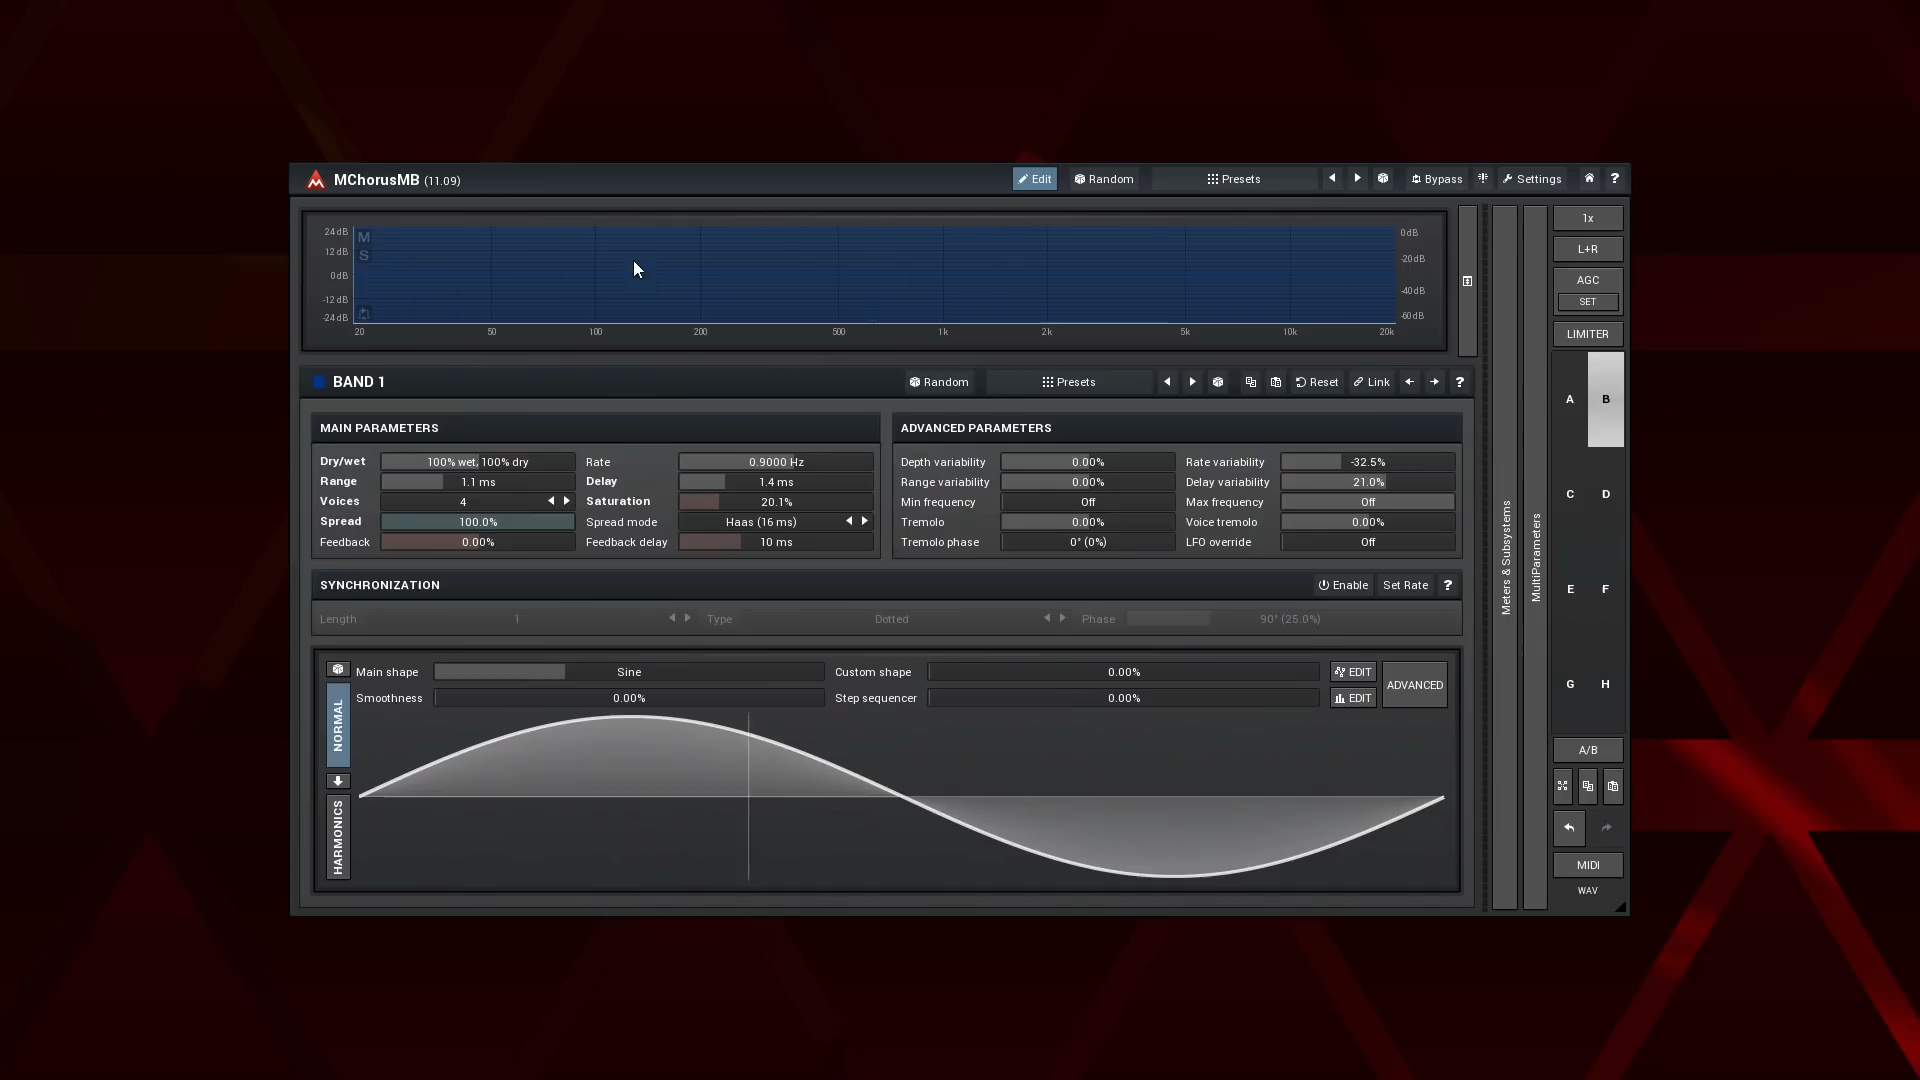 MChorusMB (11.09) Edit Random Presets Bypass Settings ?
24 dB M 0 dB
12 dB S -20 dB
0 dB
-12 dB -40 dB
-24 dB -60 dB
20 50 100 200 500 1k 2k 5k 10k 20k
BAND 1 Random Presets Reset Link ?
MAIN PARAMETERS
Dry/wet 100% wet, 100% dry Rate 0.9000 Hz
Range 1.1 ms Delay 1.4 ms
Voices 4 Saturation 20.1%
Spread 100.0% Spread mode Haas (16 ms)
Feedback 0.00% Feedback delay 10 ms
ADVANCED PARAMETERS
Depth variability 0.00% Rate variability -32.5%
Range variability 0.00% Delay variability 21.0%
Min frequency Off Max frequency Off
Tremolo 0.00% Voice tremolo 0.00%
Tremolo phase 0° (0%) LFO override Off
SYNCHRONIZATION Enable Set Rate ?
Length 1 Type Dotted Phase 90° (25.0%)
Main shape Sine Custom shape 0.00% EDIT ADVANCED
Smoothness 0.00% Step sequencer 0.00% EDIT
NORMAL
HARMONICS
Meters & Subsystems
MultiParameters
1x
L+R
AGC
SET
LIMITER
A B
C D
E F
G H
A/B
MIDI
WAV